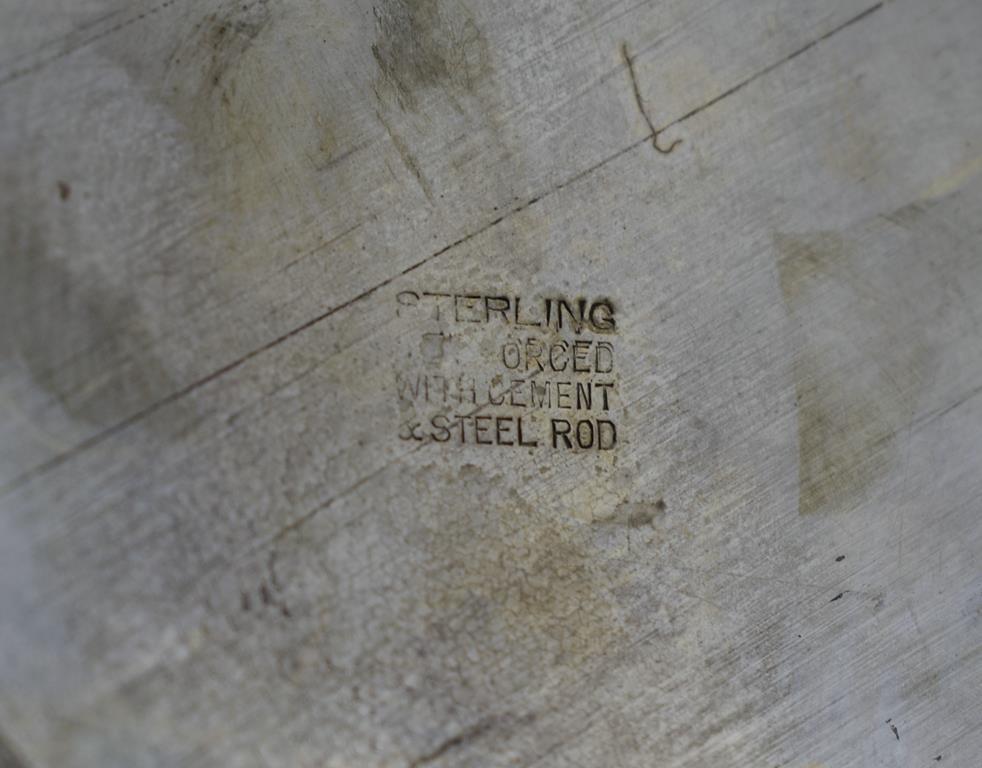 STERLING
ORCED
WITH CEMENT
& STEEL ROD